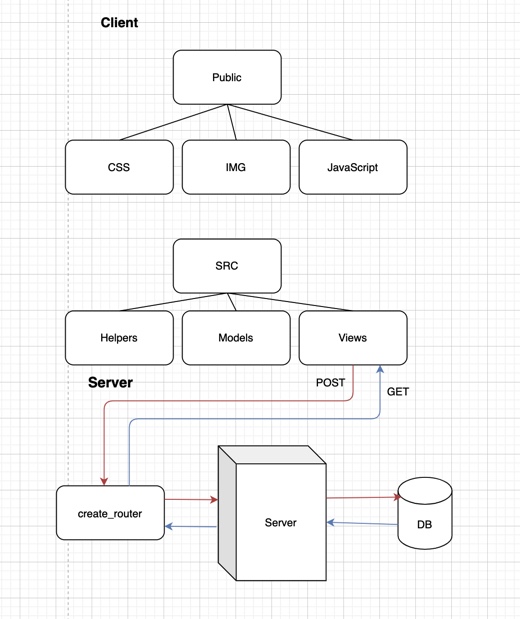 Client
Public
CSS
IMG
JavaScript
SRC
Helpers
Models
Views
Server
POST
GET
create_router
Server
DB